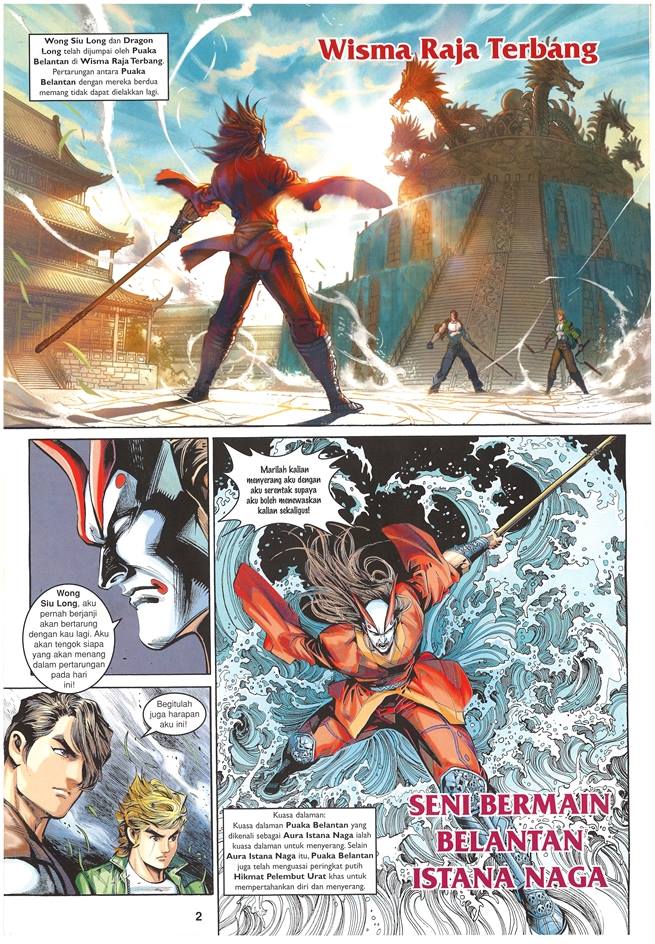 Wong Siu Long dan Dragon
Long telah dijumpai oleh Puaka
Belantan di Wisma Raja Terbang.
Pertarungan antara Puaka
Belantan dengan mereka berdua
memang tidak dapat dielakkan lagi.
Wisma Raja Terbang
Wong
Siu Long, aku
pernah berjanji
akan bertarung
dengan kau lagi. Aku
akan tengok siapa
yang akan menang
dalam pertarungan
pada hari
ini!
Begitulah
juga harapan
aku ini!
Marilah kalian
menyerang aku dengan
aku serentak supaya
aku boleh menewaskan
kalian sekaligus!
Kuasa dalaman:
Kuasa dalaman Puaka Belantan yang
dikenali sebagai Aura Istana Naga ialah
kuasa dalaman untuk menyerang. Selain
Aura Istana Naga itu, Puaka Belantan
juga telah menguasai peringkat putih
Hikmat Pelembut Urat khas untuk
mempertahankan diri dan menyerang.
SENI BERMAIN
BELANTAN
ISTANA NAGA
2